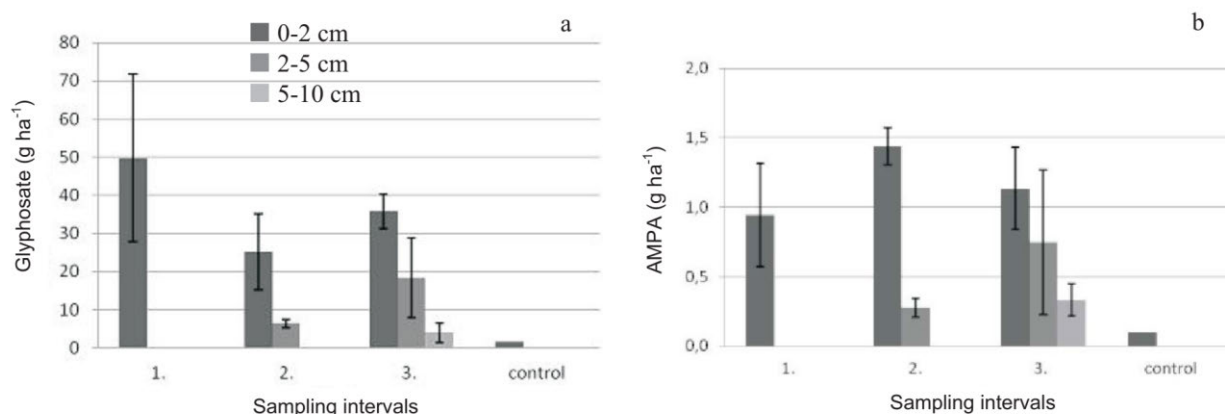 a
0-2 cm
2-5 cm
5-10 cm
Glyphosate (g ha⁻¹)
80
70
60
50
40
30
20
10
0
1.
2.
3.
control
Sampling intervals
b
AMPA (g ha⁻¹)
2,0
1,5
1,0
0,5
0,0
1.
2.
3.
control
Sampling intervals